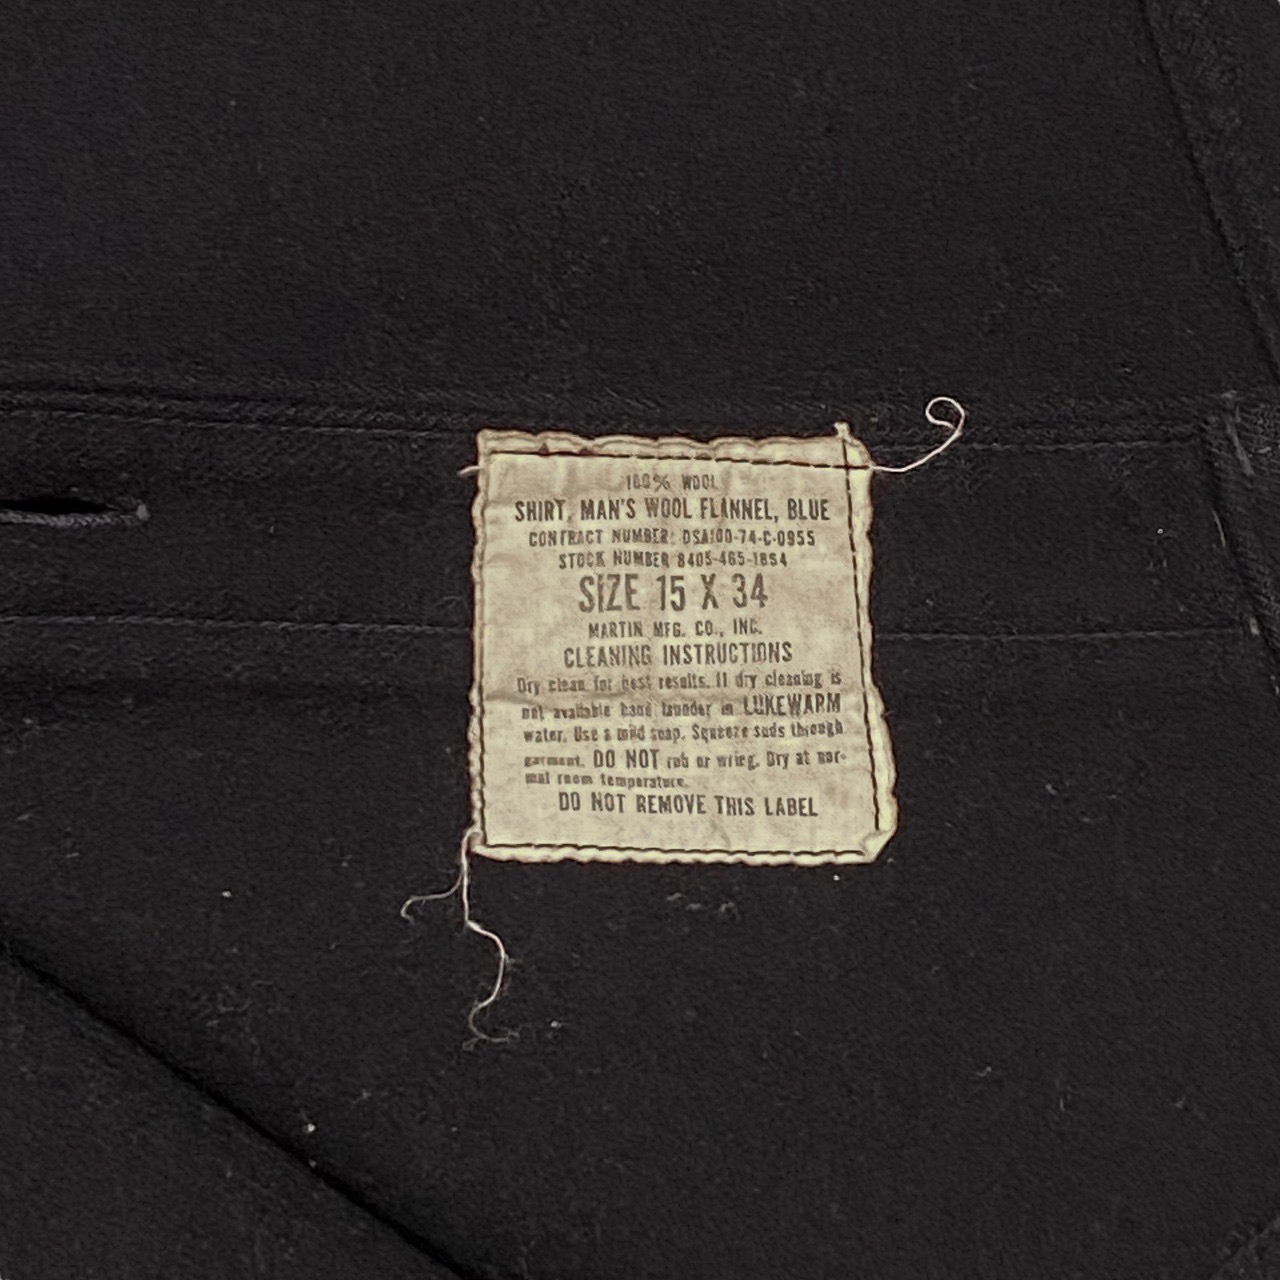 100% WOOL
SHIRT, MAN'S WOOL FLANNEL, BLUE
CONTRACT NUMBER: DSA100-74-C-0955
STOCK NUMBER 8405-465-1854
SIZE 15 X 34
MARTIN MFG. CO., INC.
CLEANING INSTRUCTIONS
Dry clean for best results. If dry cleaning is
not available hand launder in LUKEWARM
water. Use a mild soap. Squeeze suds through
garment. DO NOT rub or wring. Dry at nor-
mal room temperature.
DO NOT REMOVE THIS LABEL